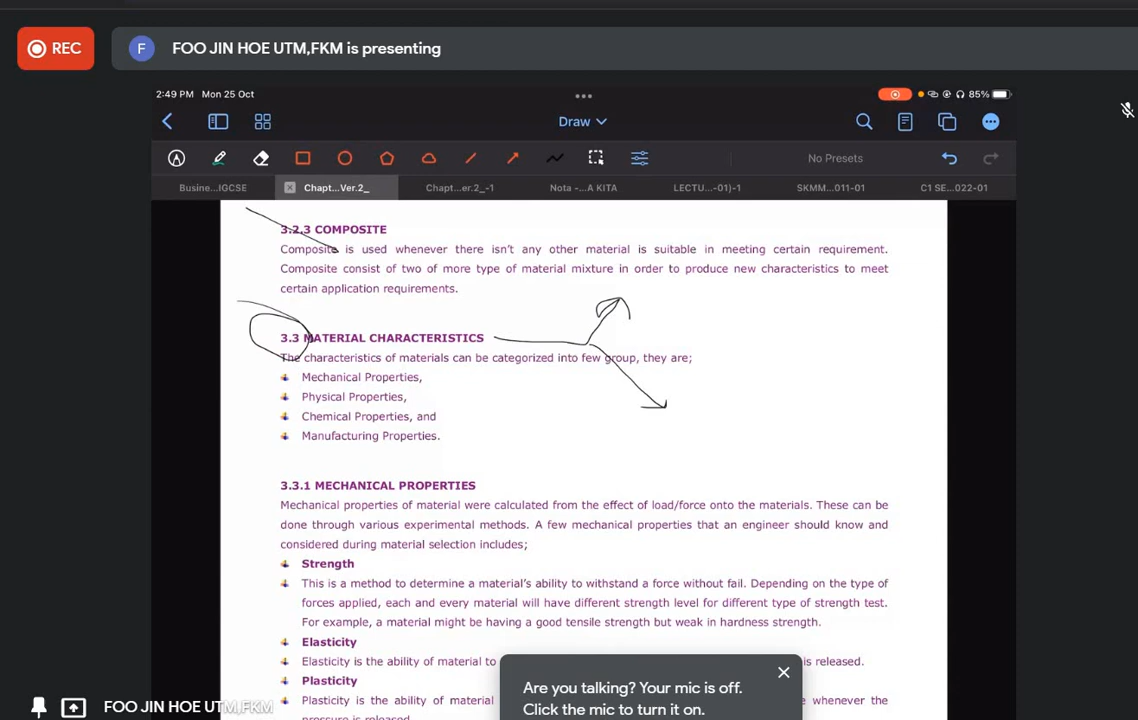 REC
F FOO JIN HOE UTM,FKM is presenting
2:49 PM Mon 25 Oct
85%
Draw
No Presets
Busine...IGCSE
Chapt...Ver.2_
Chapt...er.2_-1
Nota -...A KITA
LECTU...-01)-1
SKMM...011-01
C1 SE...022-01
3.2.3 COMPOSITE
Composite is used whenever there isn't any other material is suitable in meeting certain requirement.
Composite consist of two of more type of material mixture in order to produce new characteristics to meet
certain application requirements.
3.3 MATERIAL CHARACTERISTICS
The characteristics of materials can be categorized into few group, they are;
Mechanical Properties,
Physical Properties,
Chemical Properties, and
Manufacturing Properties.
3.3.1 MECHANICAL PROPERTIES
Mechanical properties of material were calculated from the effect of load/force onto the materials. These can be
done through various experimental methods. A few mechanical properties that an engineer should know and
considered during material selection includes;
Strength
This is a method to determine a material's ability to withstand a force without fail. Depending on the type of
forces applied, each and every material will have different strength level for different type of strength test.
For example, a material might be having a good tensile strength but weak in hardness strength.
Elasticity
Elasticity is the ability of material to is released.
Plasticity
Plasticity is the ability of material whenever the
pressure is released.
Are you talking? Your mic is off.
Click the mic to turn it on.
FOO JIN HOE UTM,FKM